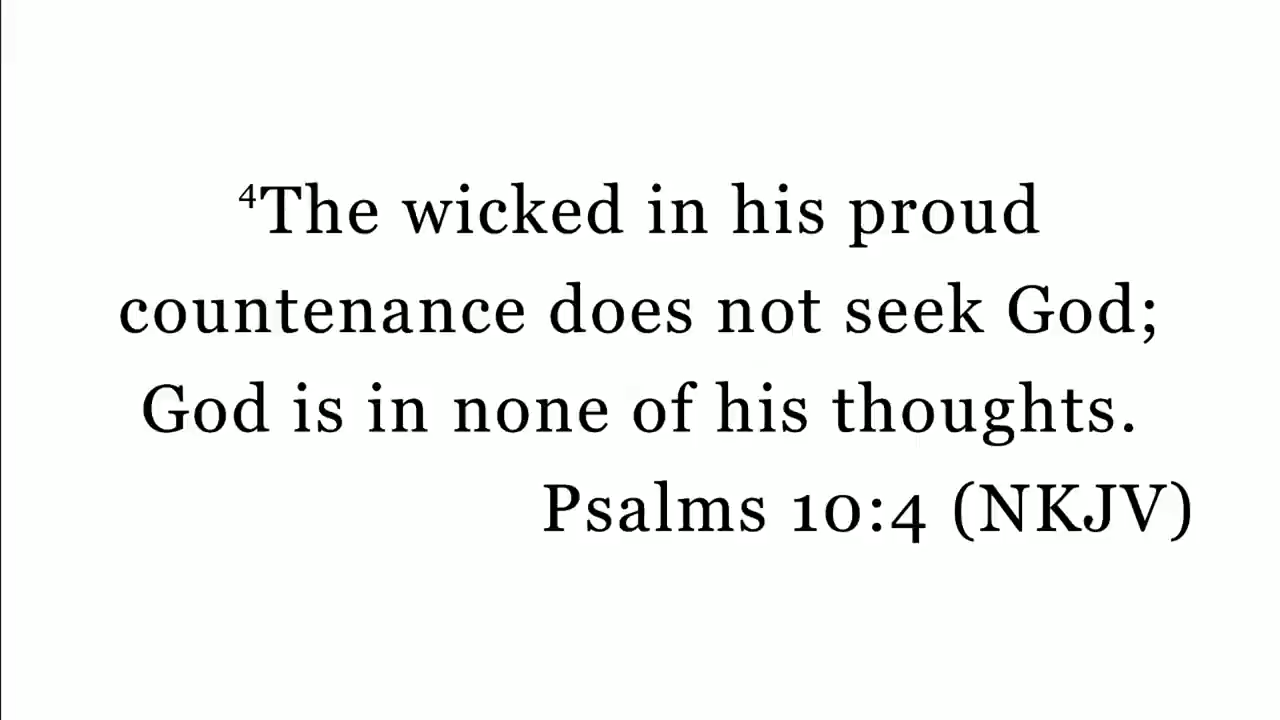 ⁴The wicked in his proud
countenance does not seek God;
God is in none of his thoughts.
Psalms 10:4 (NKJV)